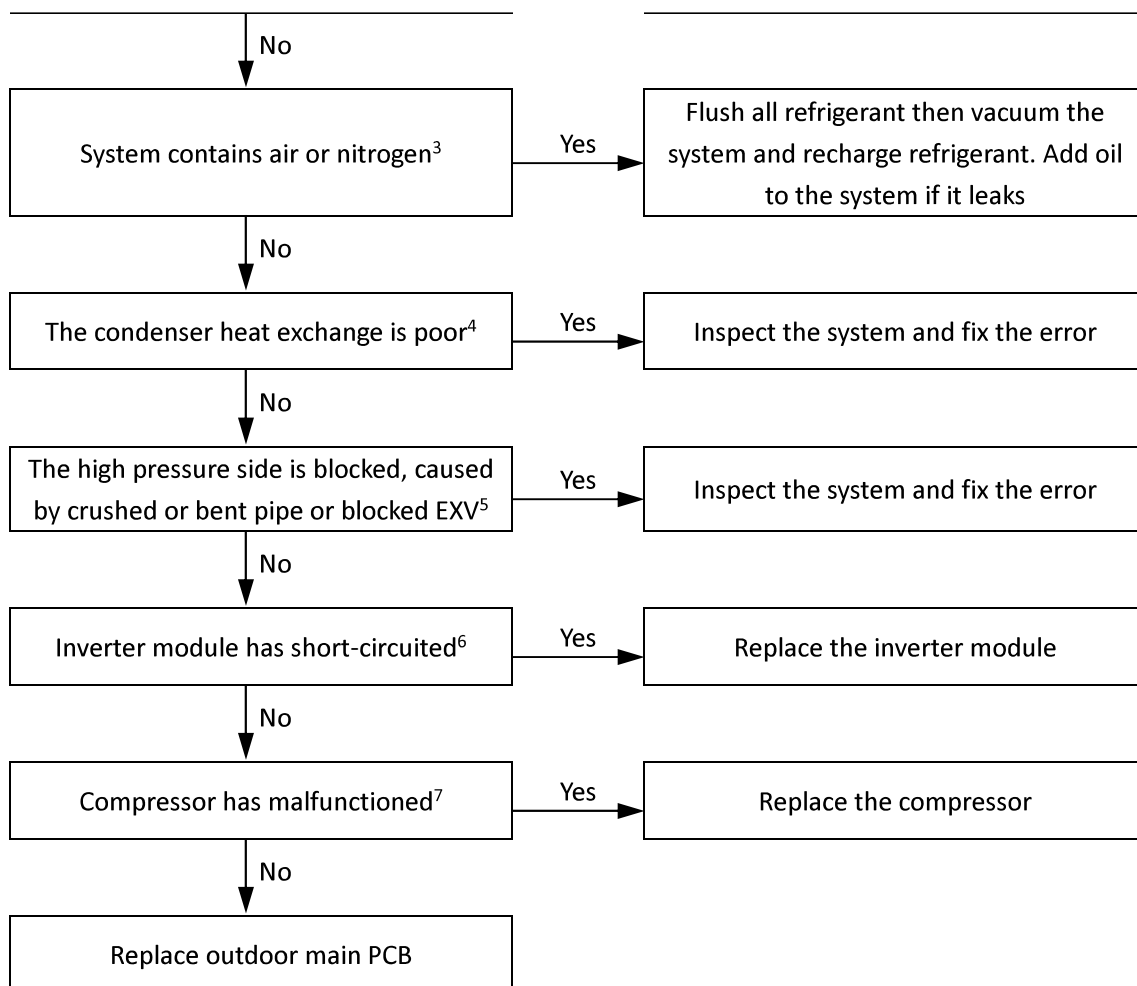 No
System contains air or nitrogen³
Yes
Flush all refrigerant then vacuum the
system and recharge refrigerant. Add oil
to the system if it leaks
No
The condenser heat exchange is poor⁴
Yes
Inspect the system and fix the error
No
The high pressure side is blocked, caused
by crushed or bent pipe or blocked EXV⁵
Yes
Inspect the system and fix the error
No
Inverter module has short-circuited⁶
Yes
Replace the inverter module
No
Compressor has malfunctioned⁷
Yes
Replace the compressor
No
Replace outdoor main PCB